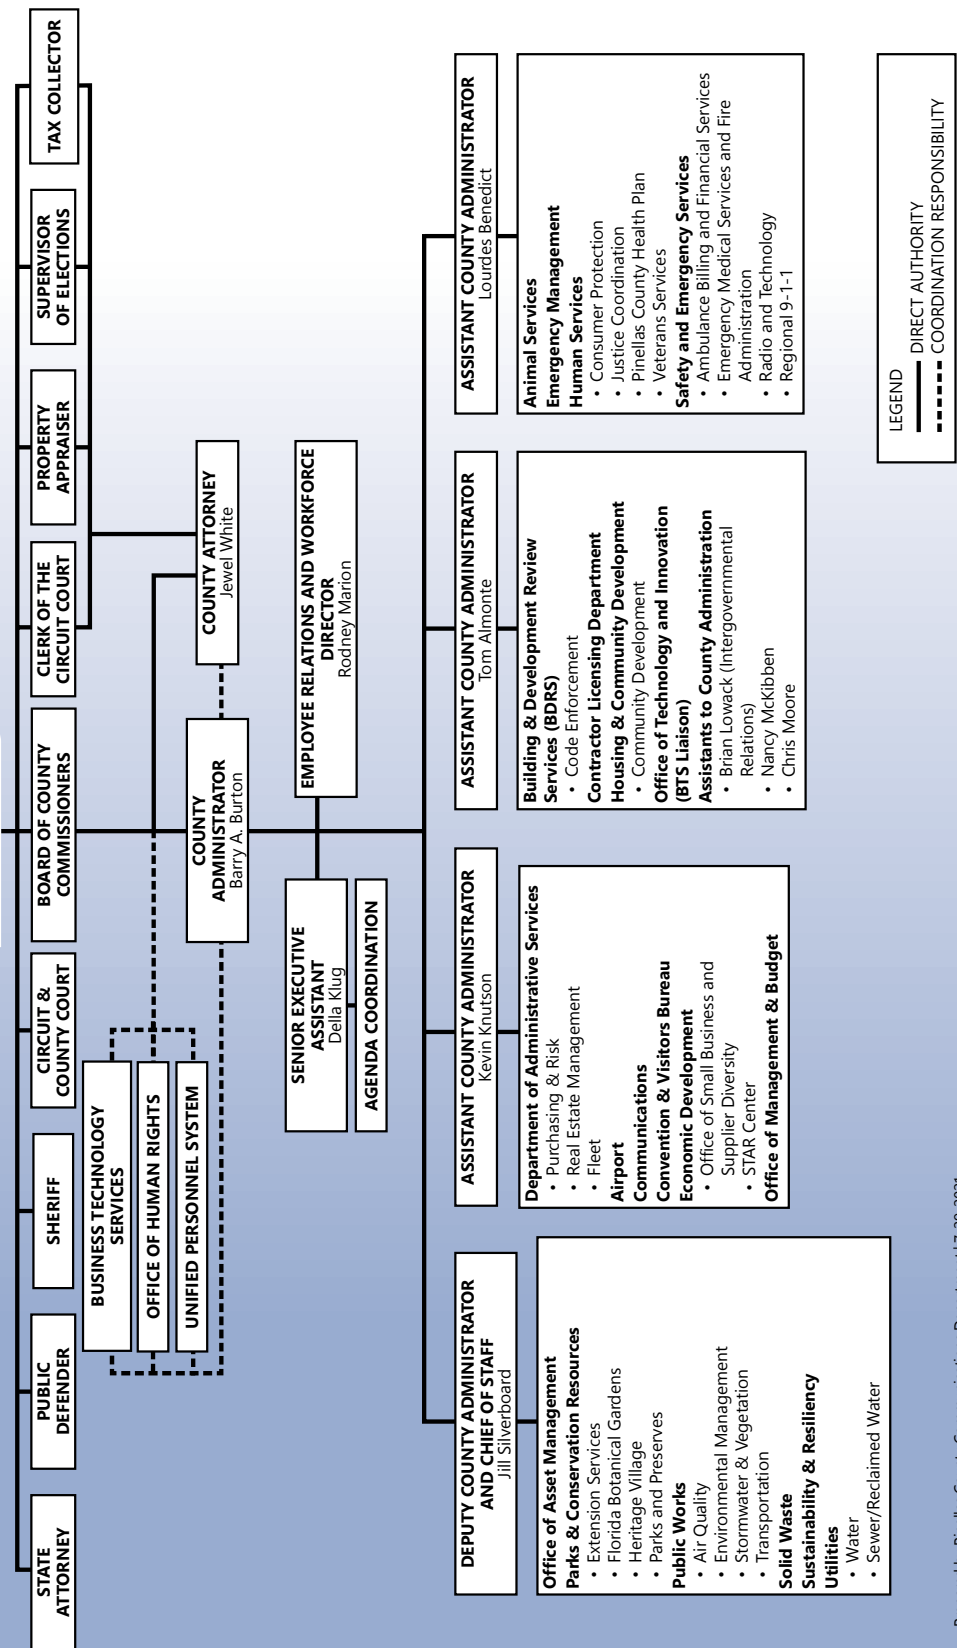 STATE
ATTORNEY
PUBLIC
DEFENDER
SHERIFF
CIRCUIT &
COUNTY COURT
BOARD OF COUNTY
COMMISSIONERS
CLERK OF THE
CIRCUIT COURT
PROPERTY
APPRAISER
SUPERVISOR
OF ELECTIONS
TAX COLLECTOR
BUSINESS TECHNOLOGY
SERVICES
OFFICE OF HUMAN RIGHTS
UNIFIED PERSONNEL SYSTEM
COUNTY
ADMINISTRATOR
Barry A. Burton
COUNTY ATTORNEY
Jewel White
SENIOR EXECUTIVE
ASSISTANT
Della Klug
AGENDA COORDINATION
EMPLOYEE RELATIONS AND WORKFORCE
DIRECTOR
Rodney Marion
DEPUTY COUNTY ADMINISTRATOR
AND CHIEF OF STAFF
Jill Silverboard
Office of Asset Management
Parks & Conservation Resources
• Extension Services
• Florida Botanical Gardens
• Heritage Village
• Parks and Preserves
Public Works
• Air Quality
• Environmental Management
• Stormwater & Vegetation
• Transportation
Solid Waste
Sustainability & Resiliency
Utilities
• Water
• Sewer/Reclaimed Water
ASSISTANT COUNTY ADMINISTRATOR
Kevin Knutson
Department of Administrative Services
• Purchasing & Risk
• Real Estate Management
• Fleet
Airport
Communications
Convention & Visitors Bureau
Economic Development
• Office of Small Business and
Supplier Diversity
• STAR Center
Office of Management & Budget
ASSISTANT COUNTY ADMINISTRATOR
Tom Almonte
Building & Development Review
Services (BDRS)
• Code Enforcement
Contractor Licensing Department
Housing & Community Development
• Community Development
Office of Technology and Innovation
(BTS Liaison)
Assistants to County Administration
• Brian Lowack (Intergovernmental
Relations)
• Nancy McKibben
• Chris Moore
ASSISTANT COUNTY ADMINISTRATOR
Lourdes Benedict
Animal Services
Emergency Management
Human Services
• Consumer Protection
• Justice Coordination
• Pinellas County Health Plan
• Veterans Services
Safety and Emergency Services
• Ambulance Billing and Financial Services
• Emergency Medical Services and Fire
Administration
• Radio and Technology
• Regional 9-1-1
LEGEND
DIRECT AUTHORITY
COORDINATION RESPONSIBILITY